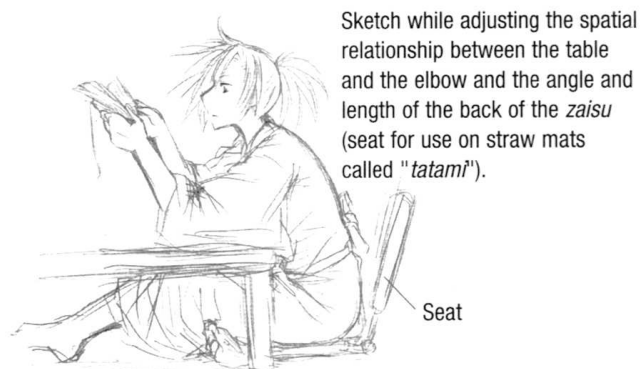 Sketch while adjusting the spatial
relationship between the table
and the elbow and the angle and
length of the back of the zaisu
(seat for use on straw mats
called "tatami").
Seat